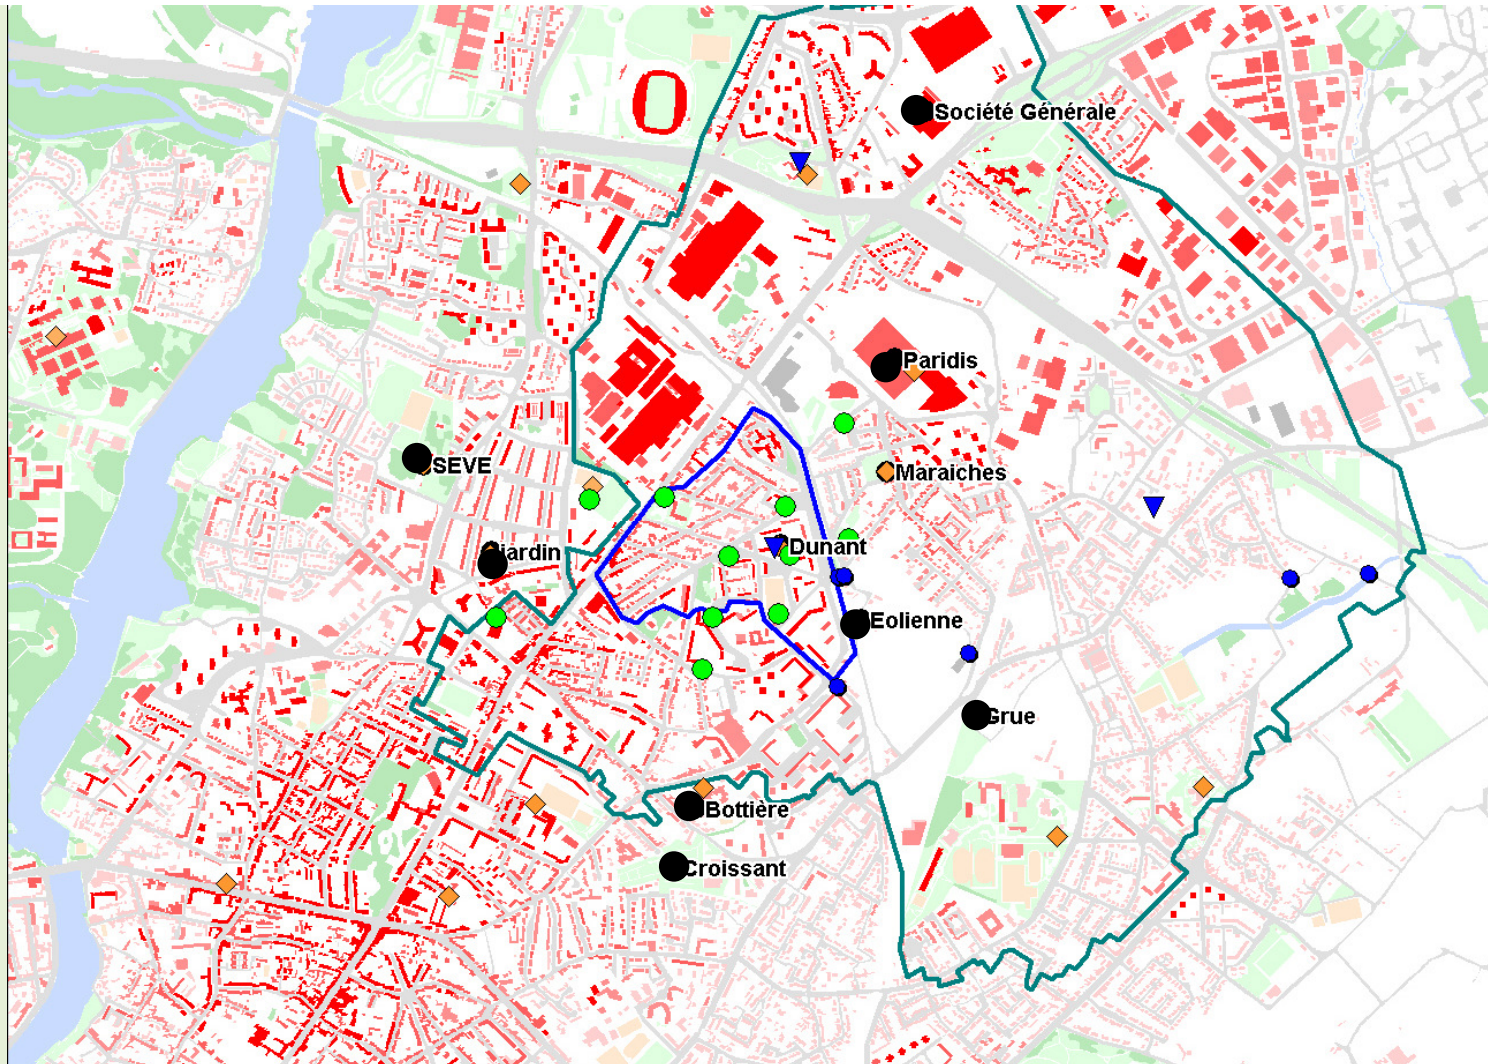 Société Générale
Paridis
SEVE
Maraiches
jardin
Dunant
Eolienne
Grue
Bottière
Croissant